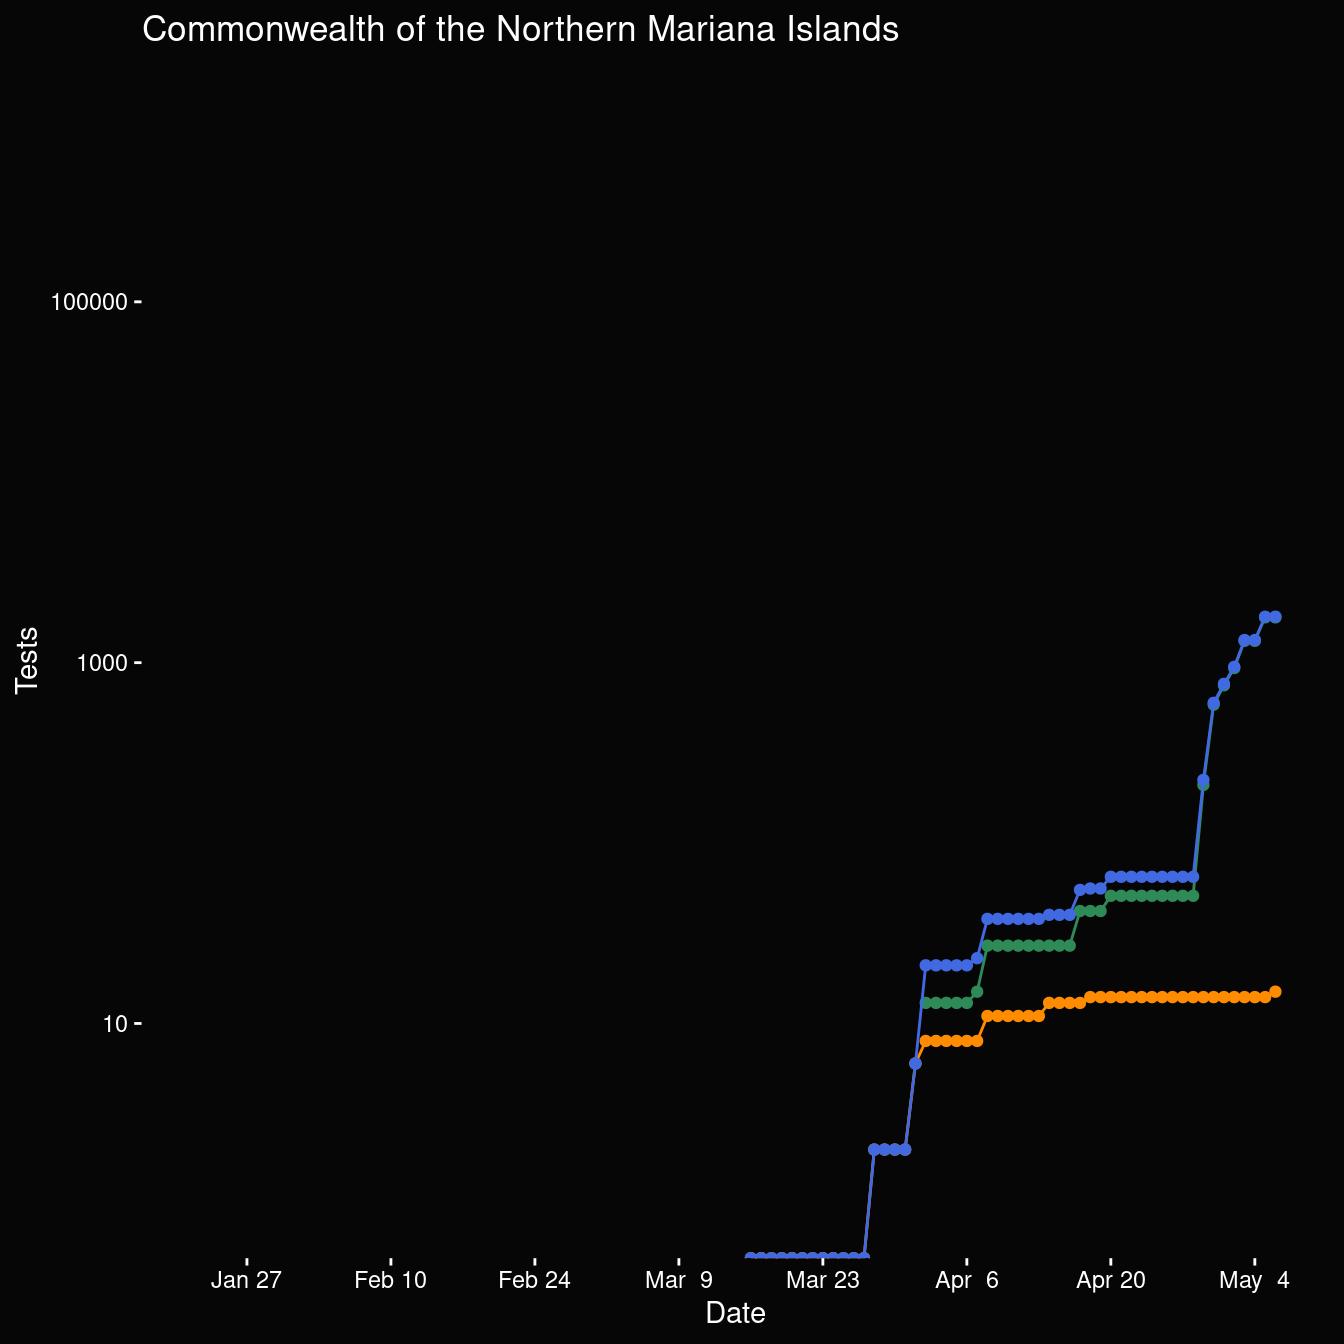 Commonwealth of the Northern Mariana Islands
100000
1000
10
Tests
Jan 27 Feb 10 Feb 24 Mar  9 Mar 23 Apr  6 Apr 20 May  4
Date